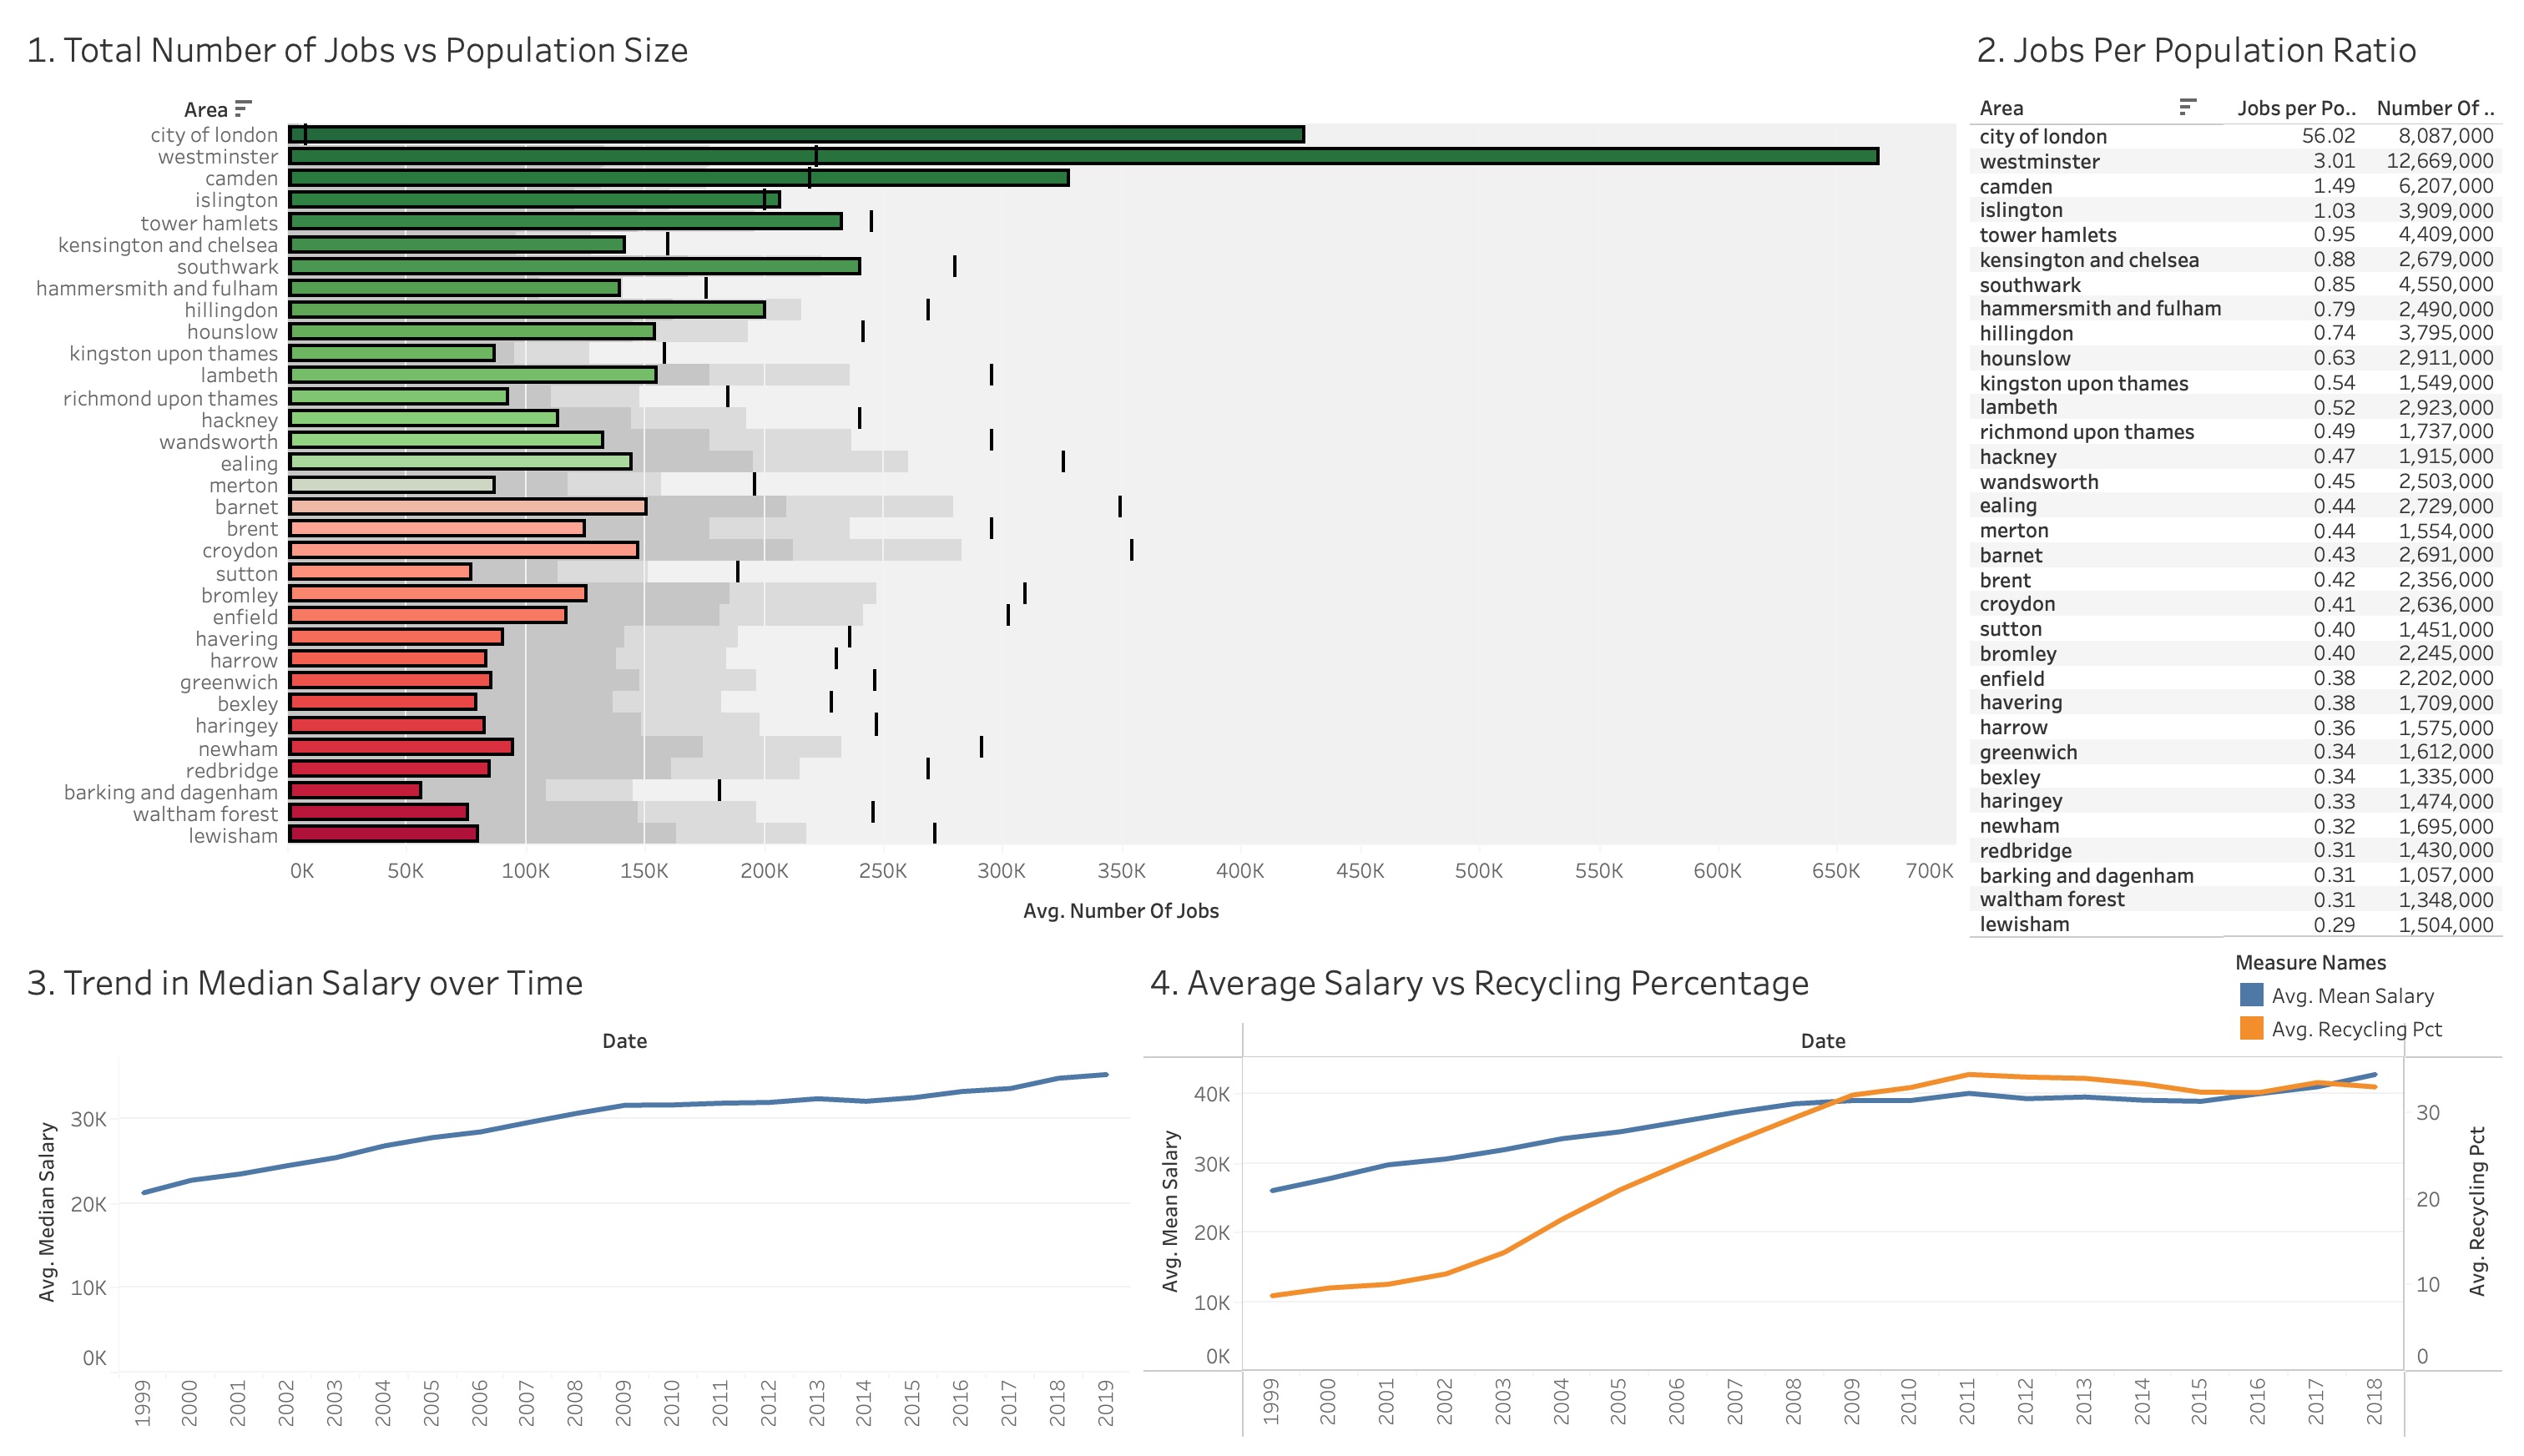 1. Total Number of Jobs vs Population Size
Area
city of london
westminster
camden
islington
tower hamlets
kensington and chelsea
southwark
hammersmith and fulham
hillingdon
hounslow
kingston upon thames
lambeth
richmond upon thames
hackney
wandsworth
ealing
merton
barnet
brent
croydon
sutton
bromley
enfield
havering
harrow
greenwich
bexley
haringey
newham
redbridge
barking and dagenham
waltham forest
lewisham
0K 50K 100K 150K 200K 250K 300K 350K 400K 450K 500K 550K 600K 650K 700K
Avg. Number Of Jobs
2. Jobs Per Population Ratio
Area Jobs per Po.. Number Of ..
city of london 56.02 8,087,000
westminster 3.01 12,669,000
camden 1.49 6,207,000
islington 1.03 3,909,000
tower hamlets 0.95 4,409,000
kensington and chelsea 0.88 2,679,000
southwark 0.85 4,550,000
hammersmith and fulham 0.79 2,490,000
hillingdon 0.74 3,795,000
hounslow 0.63 2,911,000
kingston upon thames 0.54 1,549,000
lambeth 0.52 2,923,000
richmond upon thames 0.49 1,737,000
hackney 0.47 1,915,000
wandsworth 0.45 2,503,000
ealing 0.44 2,729,000
merton 0.44 1,554,000
barnet 0.43 2,691,000
brent 0.42 2,356,000
croydon 0.41 2,636,000
sutton 0.40 1,451,000
bromley 0.40 2,245,000
enfield 0.38 2,202,000
havering 0.38 1,709,000
harrow 0.36 1,575,000
greenwich 0.34 1,612,000
bexley 0.34 1,335,000
haringey 0.33 1,474,000
newham 0.32 1,695,000
redbridge 0.31 1,430,000
barking and dagenham 0.31 1,057,000
waltham forest 0.31 1,348,000
lewisham 0.29 1,504,000
3. Trend in Median Salary over Time
Date
Avg. Median Salary
30K
20K
10K
0K
1999 2000 2001 2002 2003 2004 2005 2006 2007 2008 2009 2010 2011 2012 2013 2014 2015 2016 2017 2018 2019
4. Average Salary vs Recycling Percentage
Measure Names
Avg. Mean Salary
Avg. Recycling Pct
Date
Avg. Mean Salary
40K
30K
20K
10K
0K
30
20
10
0
Avg. Recycling Pct
1999 2000 2001 2002 2003 2004 2005 2006 2007 2008 2009 2010 2011 2012 2013 2014 2015 2016 2017 2018